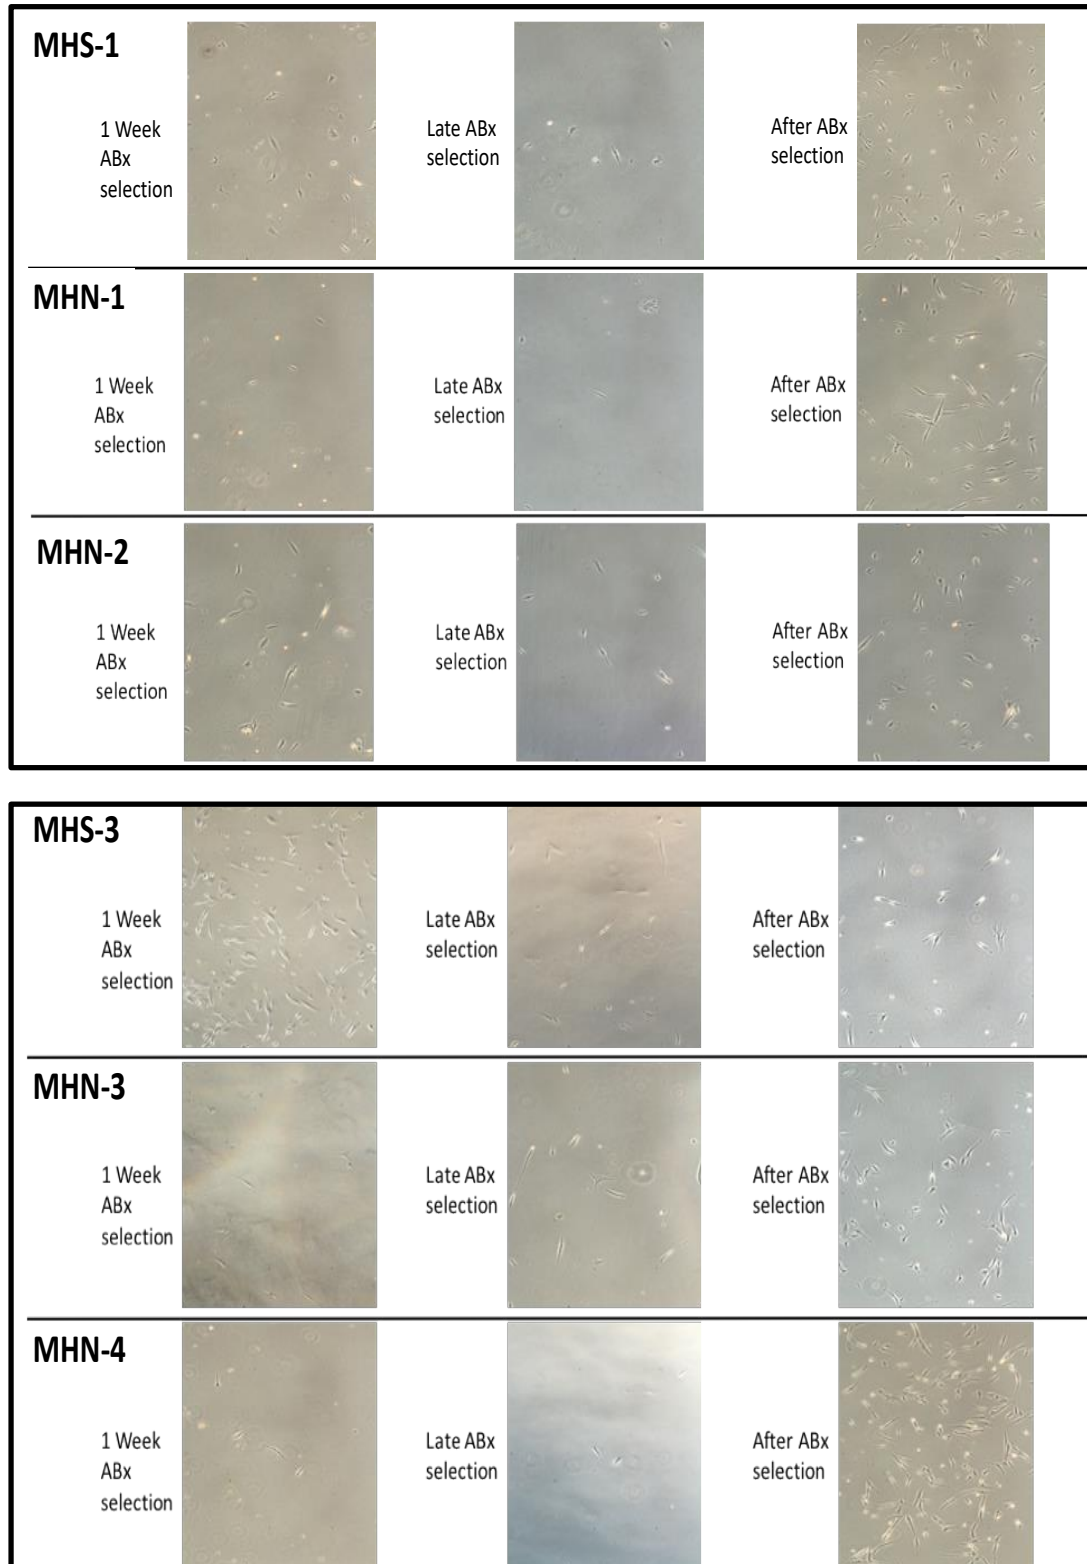 MHS-1
1 Week
ABx
selection
Late ABx
selection
After ABx
selection
MHN-1
1 Week
ABx
selection
Late ABx
selection
After ABx
selection
MHN-2
1 Week
ABx
selection
Late ABx
selection
After ABx
selection
MHS-3
1 Week
ABx
selection
Late ABx
selection
After ABx
selection
MHN-3
1 Week
ABx
selection
Late ABx
selection
After ABx
selection
MHN-4
1 Week
ABx
selection
Late ABx
selection
After ABx
selection